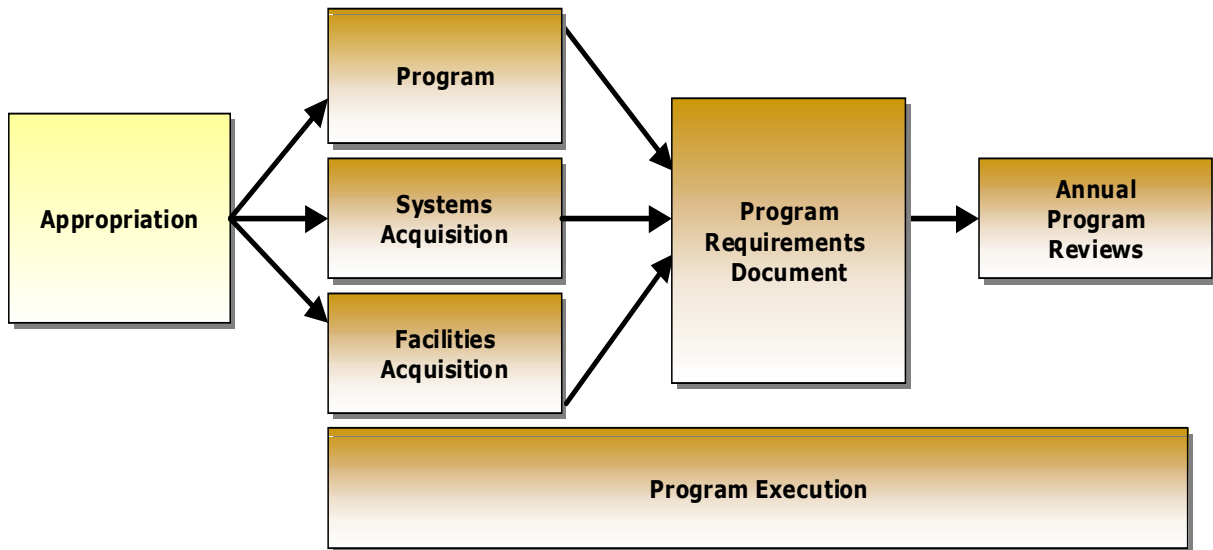 Appropriation
Program
Systems
Acquisition
Facilities
Acquisition
Program
Requirements
Document
Annual
Program
Reviews
Program Execution